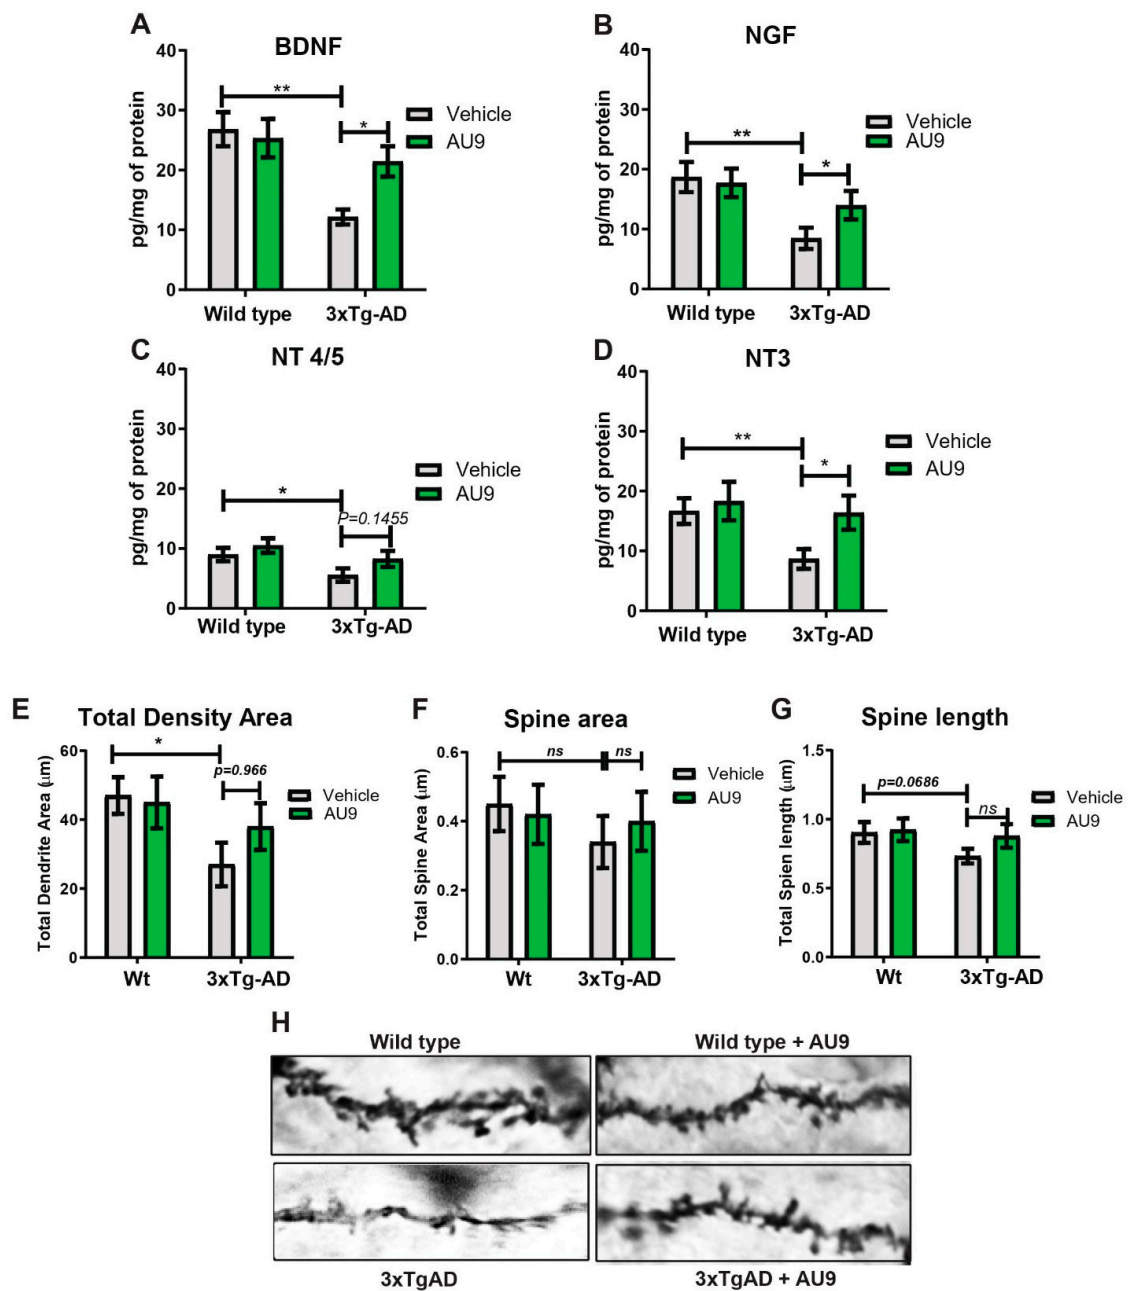 A
BDNF
40
30
20
10
0
pg/mg of protein
**
*
Vehicle
AU9
Wild type
3xTg-AD
B
NGF
40
30
20
10
0
pg/mg of protein
**
*
Vehicle
AU9
Wild type
3xTg-AD
C
NT 4/5
40
30
20
10
0
pg/mg of protein
*
P=0.1455
Vehicle
AU9
Wild type
3xTg-AD
D
NT3
40
30
20
10
0
pg/mg of protein
**
*
Vehicle
AU9
Wild type
3xTg-AD
E
Total Density Area
60
40
20
0
Total Dendrite Area (μm)
*
p=0.966
Vehicle
AU9
Wt
3xTg-AD
F
Spine area
0.6
0.4
0.2
0.0
Total Spine Area (μm)
ns
ns
Vehicle
AU9
Wt
3xTg-AD
G
Spine length
1.5
1.0
0.5
0.0
Total Spien length (μm)
p=0.0686
ns
Vehicle
AU9
Wt
3xTg-AD
H
Wild type
Wild type + AU9
3xTgAD
3xTgAD + AU9